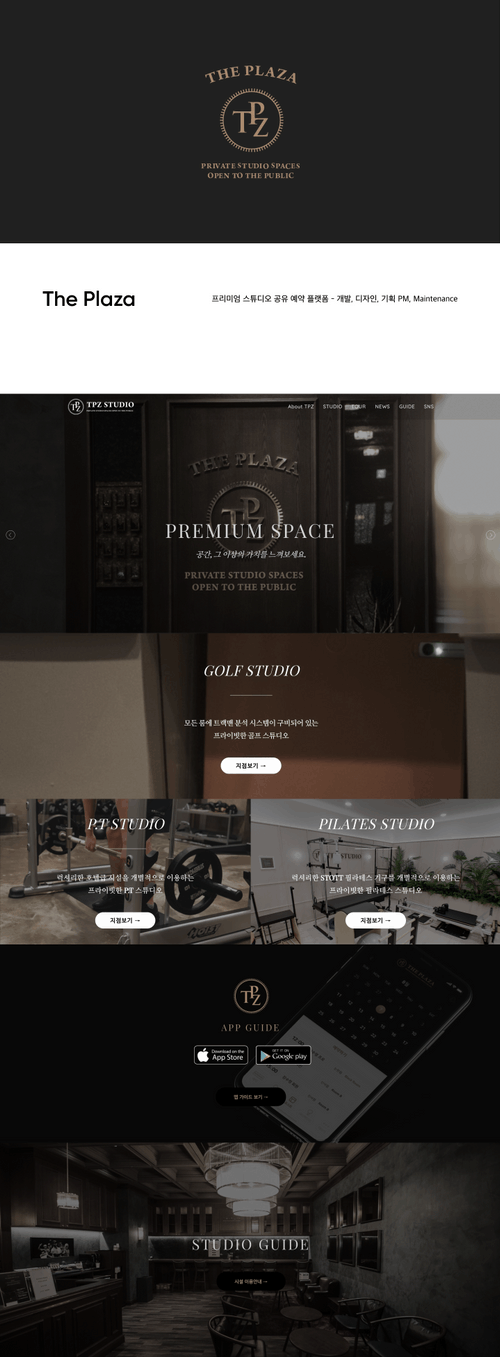 THE PLAZA
TPZ
PRIVATE STUDIO SPACES
OPEN TO THE PUBLIC
The Plaza
프리미엄 스튜디오 공유 예약 플랫폼 - 개발, 디자인, 기획 PM, Maintenance
TPZ TPZ STUDIO
About TPZ STUDIO TOUR NEWS GUIDE SNS
THE PLAZA
TPZ
PREMIUM SPACE
공간, 그 이상의 가치를 느껴보세요.
PRIVATE STUDIO SPACES
OPEN TO THE PUBLIC
GOLF STUDIO
모든 룸에 트랙맨 분석 시스템이 구비되어 있는
프라이빗한 골프 스튜디오
지점보기 →
P.T STUDIO
럭셔리한 호텔급 시설을 개별적으로 이용하는
프라이빗한 PT 스튜디오
지점보기 →
PILATES STUDIO
럭셔리한 STOTT 필라테스 기구를 개별적으로 이용하는
프라이빗한 필라테스 스튜디오
지점보기 →
TPZ
APP GUIDE
Download on the
App Store
GET IT ON
Google play
앱 가이드 보기 →
STUDIO GUIDE
시설 이용안내 →